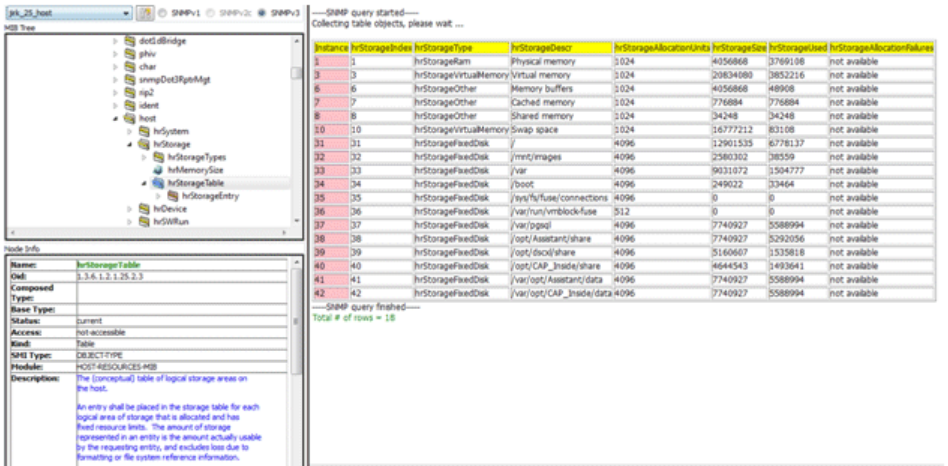 jrk_25_host SNMPv1 SNMPv2c SNMPv3
MIB Tree
dot1dBridge
phiv
char
snmpDot3RptrMgt
rip2
ident
host
hrSystem
hrStorage
hrStorageTypes
hrMemorySize
hrStorageTable
hrStorageEntry
hrDevice
hrSWRun
Node Info
Name: hrStorageTable
Oid: 1.3.6.1.2.1.25.2.3
Composed
Type:
Base Type:
Status: current
Access: not-accessible
Kind: Table
SMI Type: OBJECT-TYPE
Module: HOST-RESOURCES-MIB
Description: The (conceptual) table of logical storage areas on
the host.
An entry shall be placed in the storage table for each
logical area of storage that is allocated and has
fixed resource limits. The amount of storage
represented in an entity is the amount actually usable
by the requesting entity, and excludes loss due to
formatting or file system reference information.
----SNMP query started----
Collecting table objects, please wait ...
Instance hrStorageIndex hrStorageType hrStorageDescr hrStorageAllocationUnits hrStorageSize hrStorageUsed hrStorageAllocationFailures
1 1 hrStorageRam Physical memory 1024 4056868 3769108 not available
3 3 hrStorageVirtualMemory Virtual memory 1024 20834080 3852216 not available
6 6 hrStorageOther Memory buffers 1024 4056868 48908 not available
7 7 hrStorageOther Cached memory 1024 776884 776884 not available
8 8 hrStorageOther Shared memory 1024 34248 34248 not available
10 10 hrStorageVirtualMemory Swap space 1024 16777212 83108 not available
31 31 hrStorageFixedDisk / 4096 12901535 6778137 not available
32 32 hrStorageFixedDisk /mnt/images 4096 2580302 38559 not available
33 33 hrStorageFixedDisk /var 4096 9031072 1504777 not available
34 34 hrStorageFixedDisk /boot 4096 249022 33464 not available
35 35 hrStorageFixedDisk /sys/fs/fuse/connections 4096 0 0 not available
36 36 hrStorageFixedDisk /var/run/vmblock-fuse 512 0 0 not available
37 37 hrStorageFixedDisk /var/pgsql 4096 7740927 5588994 not available
38 38 hrStorageFixedDisk /opt/Assistant/share 4096 7740927 5292056 not available
39 39 hrStorageFixedDisk /opt/dscxl/share 4096 5160607 1535818 not available
40 40 hrStorageFixedDisk /opt/CAP_Inside/share 4096 4644543 1493641 not available
41 41 hrStorageFixedDisk /var/opt/Assistant/data 4096 7740927 5588994 not available
42 42 hrStorageFixedDisk /var/opt/CAP_Inside/data 4096 7740927 5588994 not available
----SNMP query finished----
Total # of rows = 18